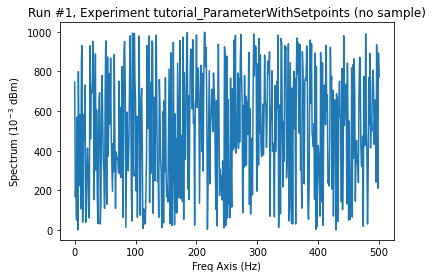 Run #1, Experiment tutorial_ParameterWithSetpoints (no sample)
1000
800
600
400
200
0
Spectrum (10⁻³ dBm)
0 100 200 300 400 500
Freq Axis (Hz)